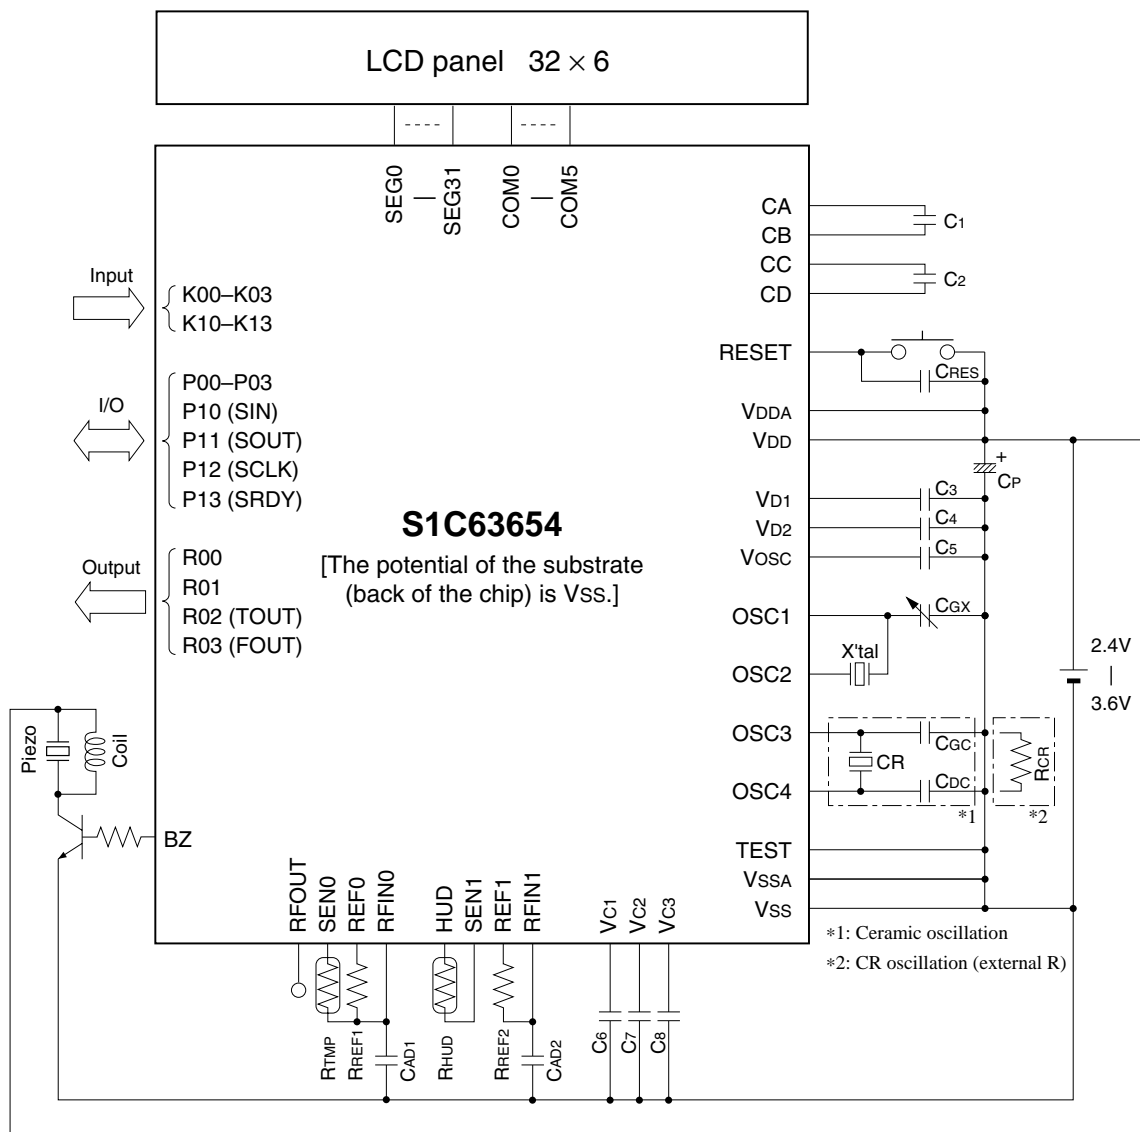 LCD panel 32 × 6
SEG0
SEG31
COM0
COM5
CA
CB
CC
CD
C1
C2
Input
K00–K03
K10–K13
RESET
CRES
I/O
P00–P03
P10 (SIN)
P11 (SOUT)
P12 (SCLK)
P13 (SRDY)
VDDA
VDD
+
CP
VD1
C3
VD2
C4
VOSC
C5
S1C63654
[The potential of the substrate
(back of the chip) is VSS.]
Output
R00
R01
R02 (TOUT)
R03 (FOUT)
OSC1
CGX
X'tal
OSC2
2.4V
|
3.6V
OSC3
CGC
CR
OSC4
CDC
*1
RCR
*2
Piezo
Coil
BZ
TEST
VSSA
VSS
RFOUT
SEN0
REF0
RFIN0
HUD
SEN1
REF1
RFIN1
VC1
VC2
VC3
*1: Ceramic oscillation
*2: CR oscillation (external R)
RTMP
RREF1
CAD1
RHUD
RREF2
CAD2
C6
C7
C8